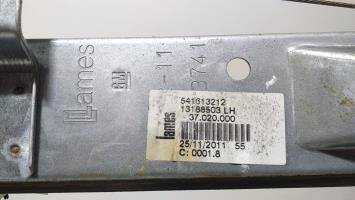 Lames
GM
-11
3741
541613212
13188503 LH
37.020.000
Lames
25/11/2011 55
C: 0001.8